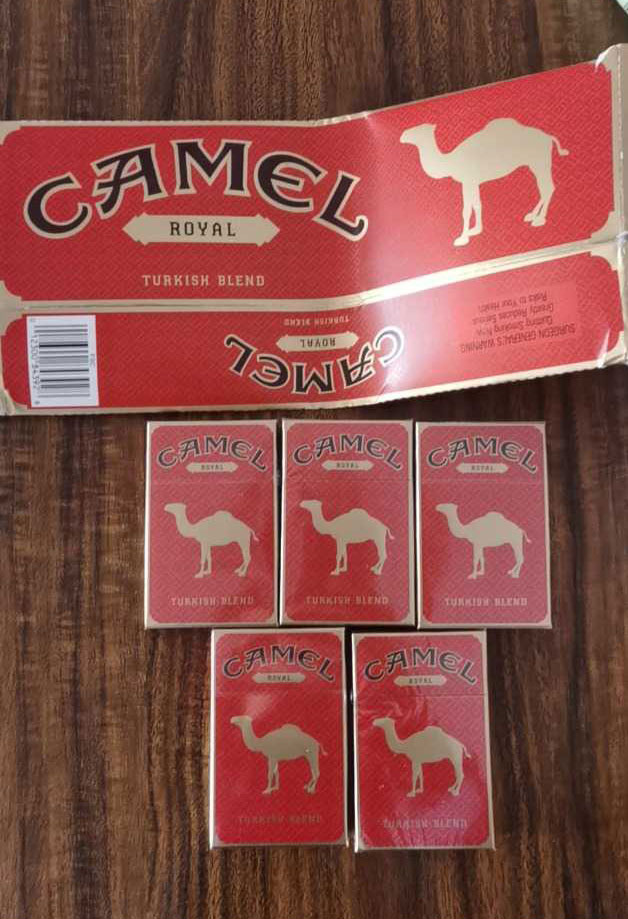 CAMEL
ROYAL
TURKISH BLEND
CAMEL
ROYAL
TURKISH BLEND
SURGEON GENERAL'S WARNING:
Quitting Smoking Now
Greatly Reduces Serious
Risks to Your Health.
CAMEL
ROYAL
TURKISH BLEND
CAMEL
ROYAL
TURKISH BLEND
CAMEL
ROYAL
TURKISH BLEND
CAMEL
ROYAL
TURKISH BLEND
CAMEL
ROYAL
TURKISH BLEND